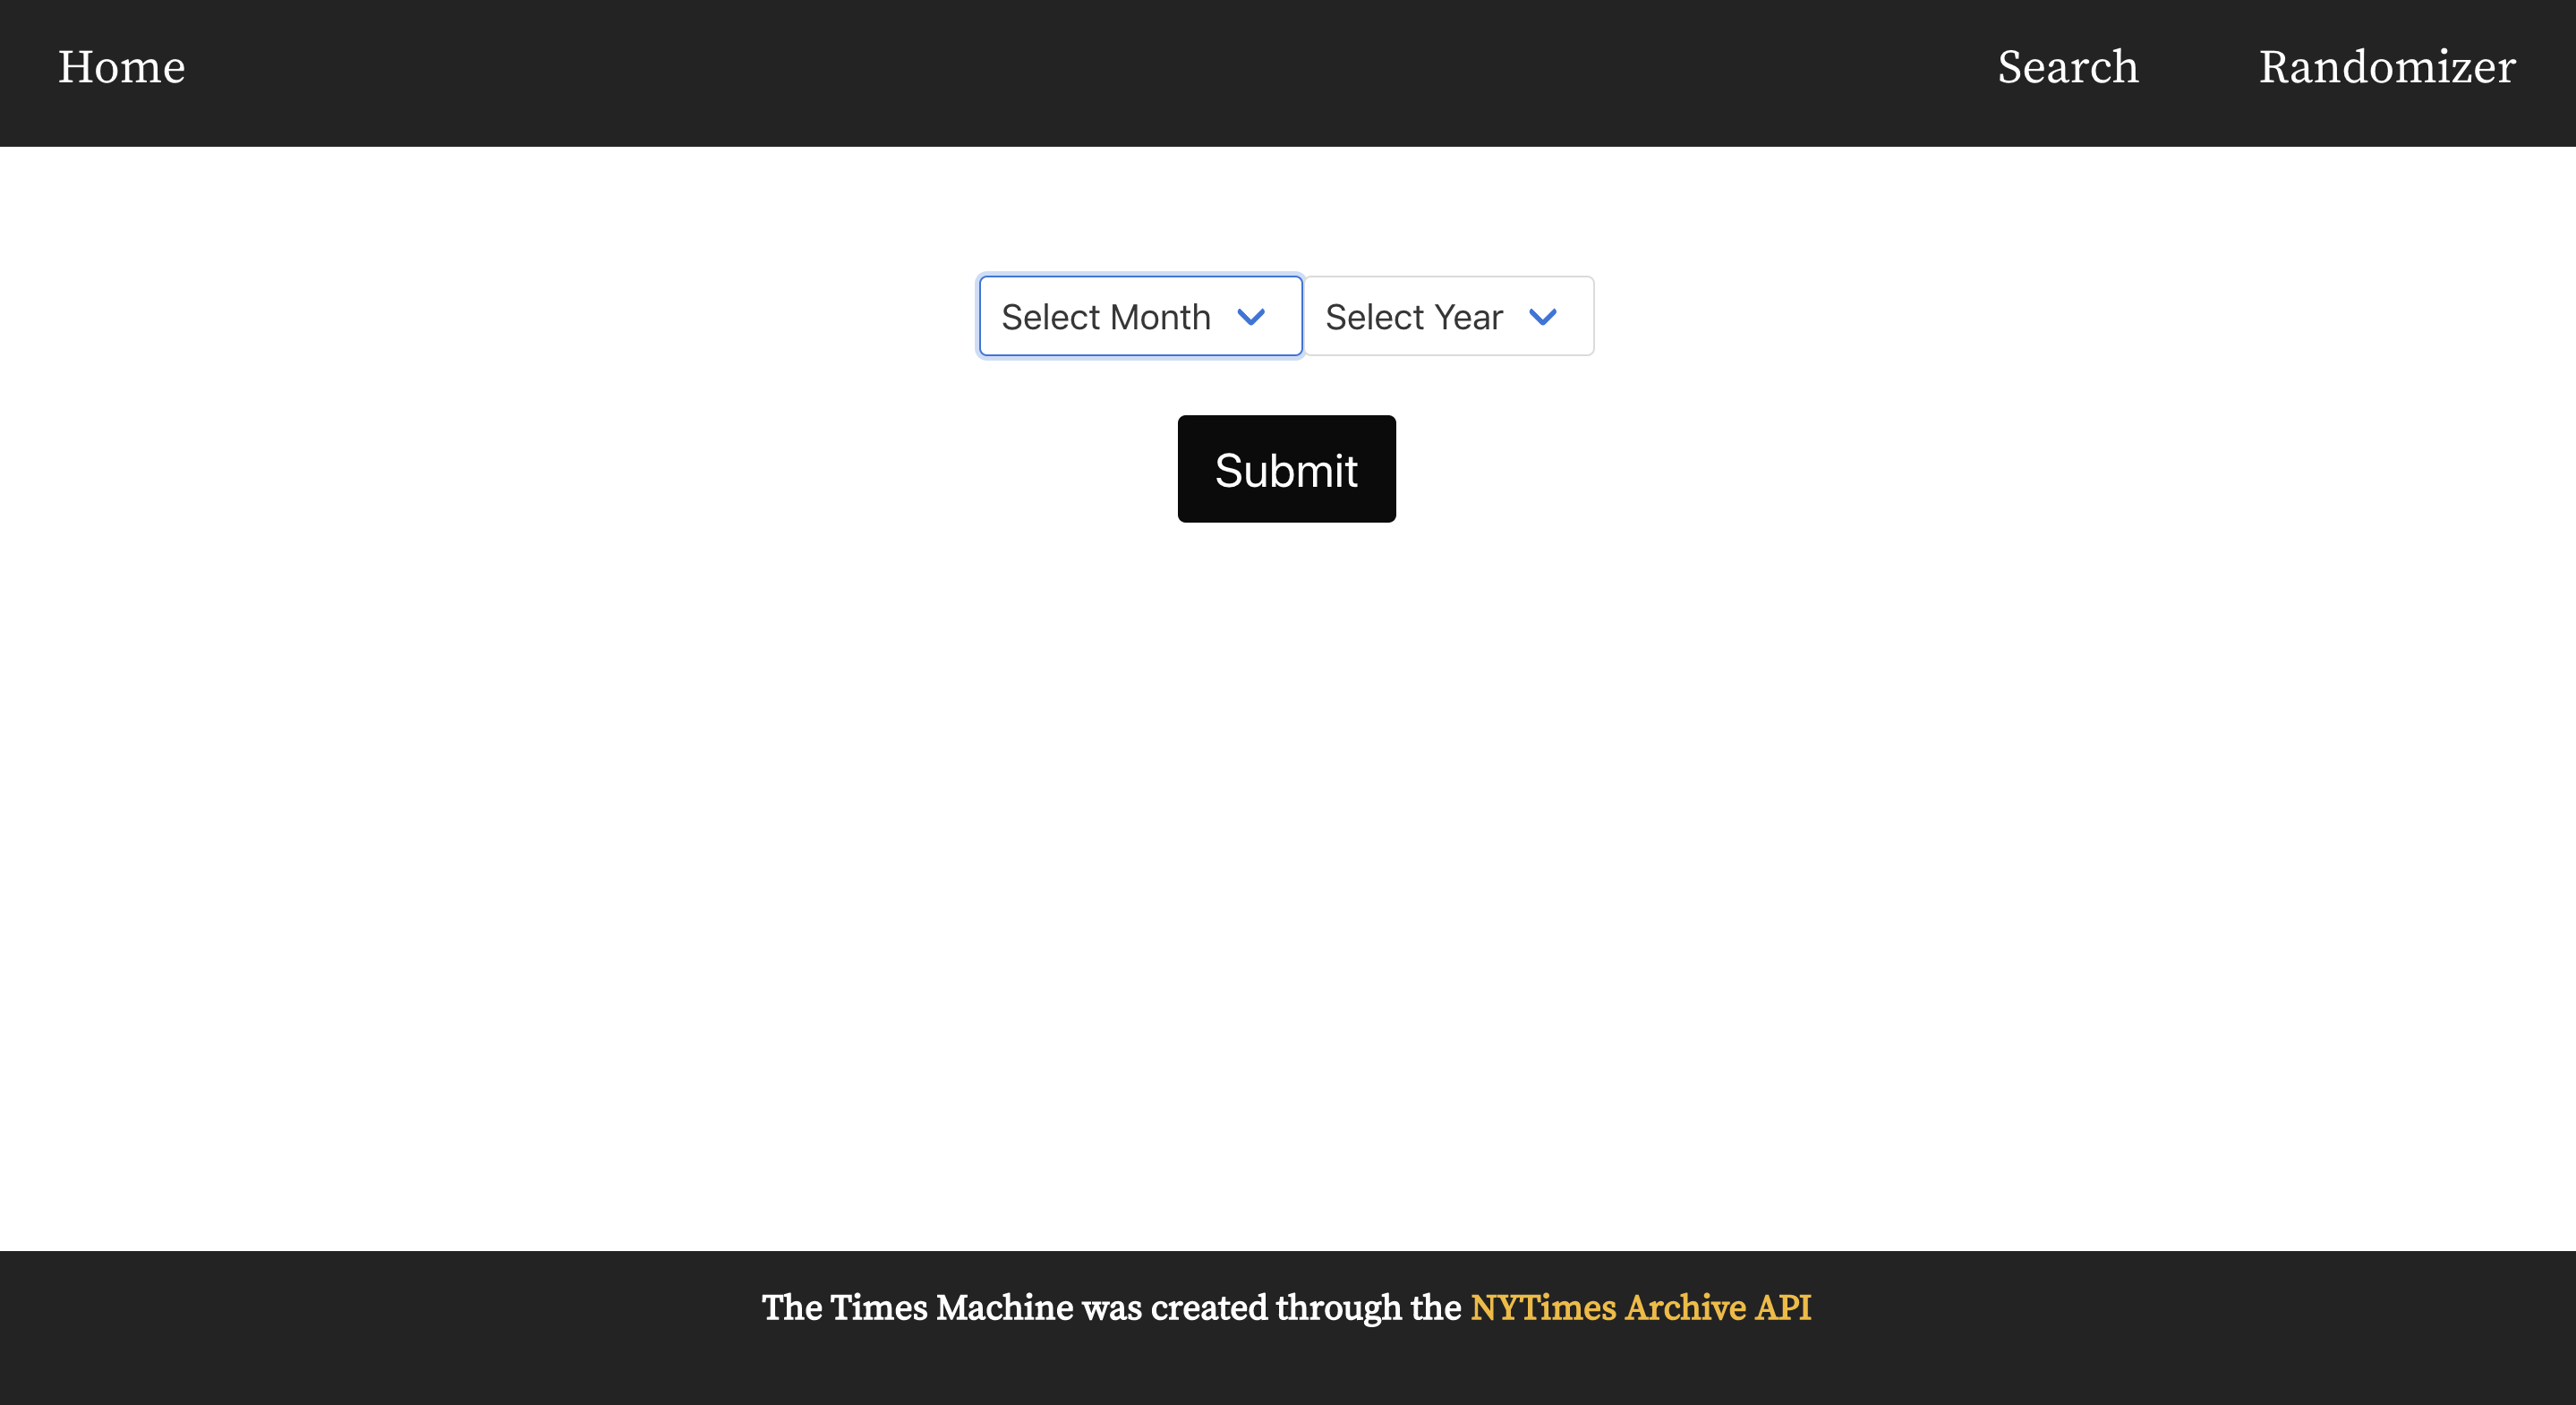 Home Search Randomizer
Select Month Select Year
Submit
The Times Machine was created through the NYTimes Archive API